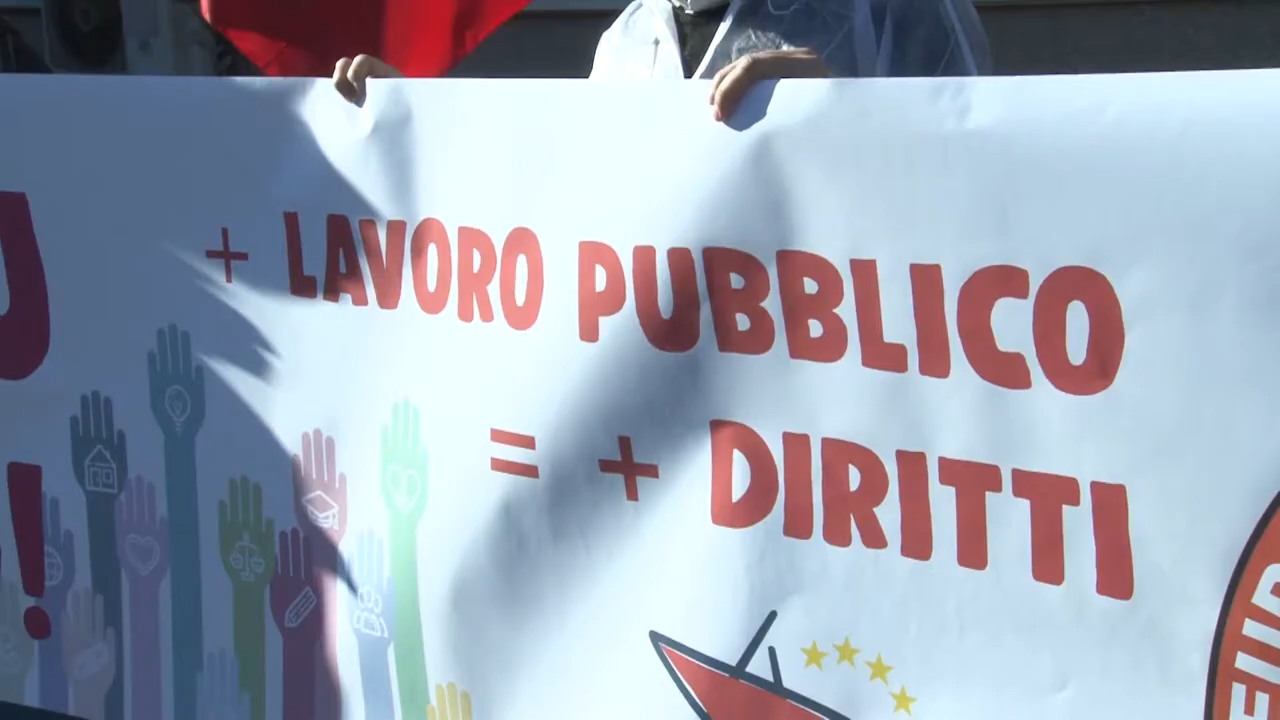 + LAVORO PUBBLICO
= + DIRITTI
!